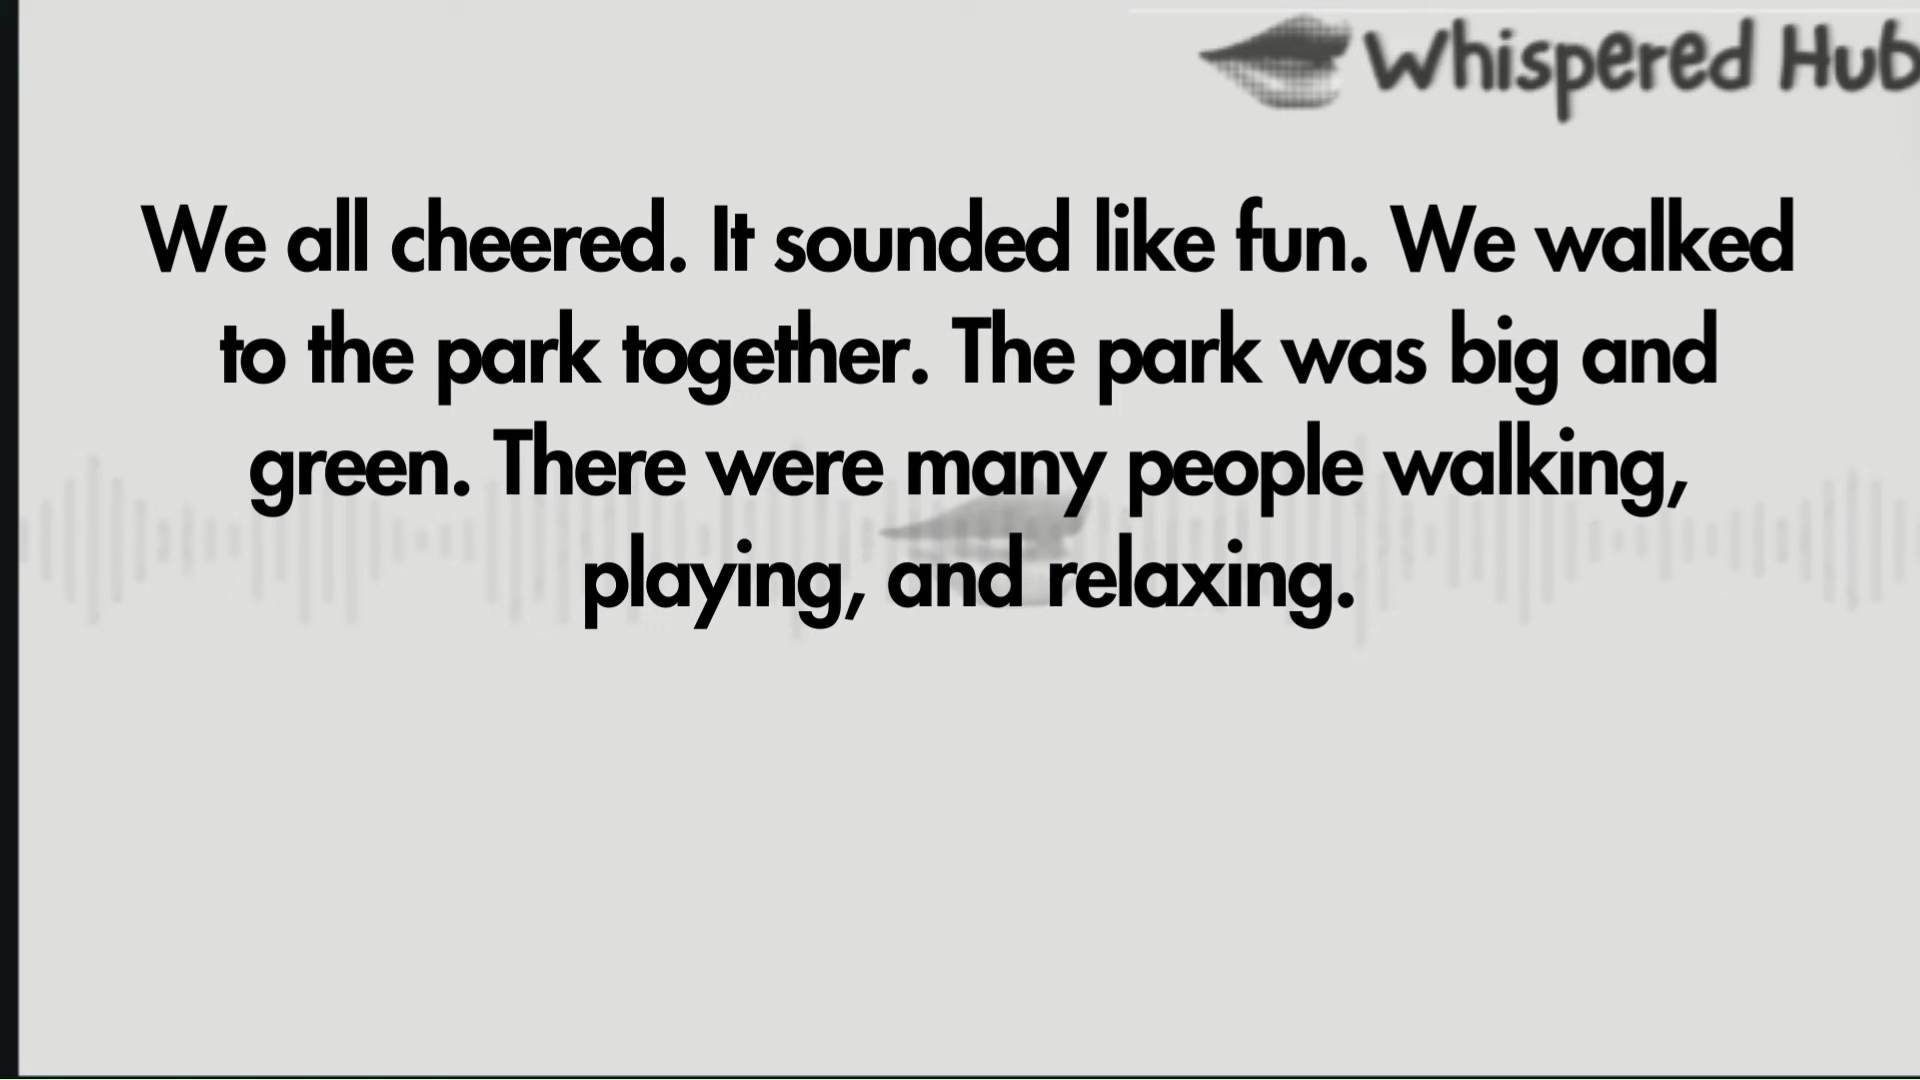 Whispered Hub
We all cheered. It sounded like fun. We walked
to the park together. The park was big and
green. There were many people walking,
playing, and relaxing.